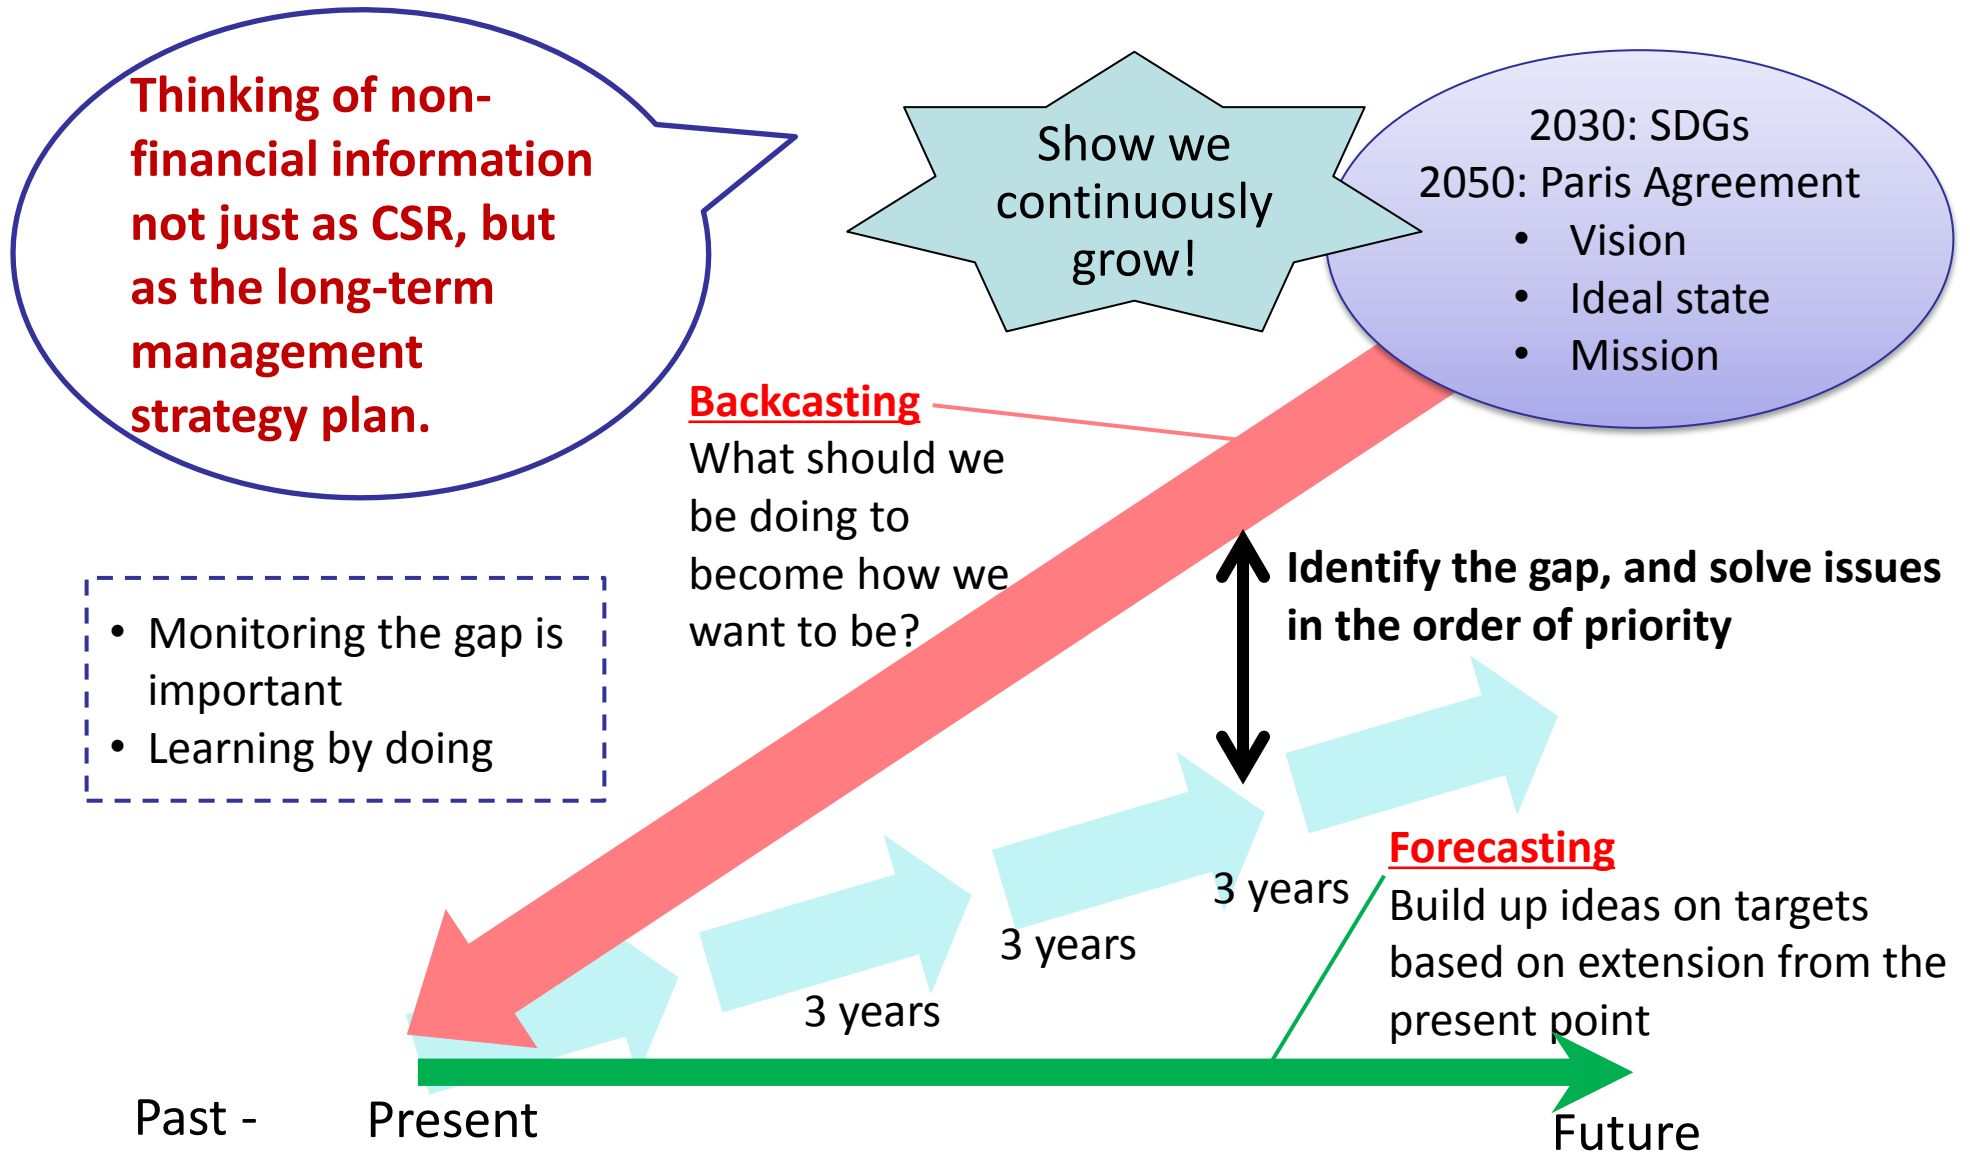 Thinking of non-
financial information
not just as CSR, but
as the long-term
management
strategy plan.
Show we
continuously
grow!
2030: SDGs
2050: Paris Agreement
• Vision
• Ideal state
• Mission
Backcasting
What should we
be doing to
become how we
want to be?
Identify the gap, and solve issues
in the order of priority
• Monitoring the gap is
important
• Learning by doing
Forecasting
Build up ideas on targets
based on extension from the
present point
3 years
3 years
3 years
Past -
Present
Future